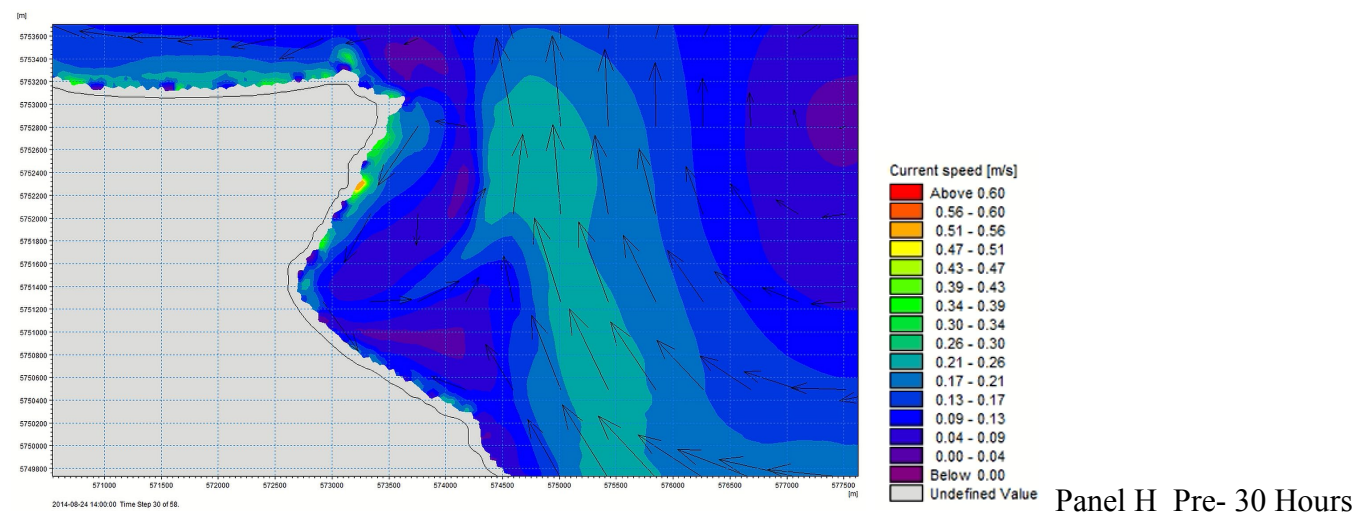 [m]
5753600
5753400
5753200
5753000
5752800
5752600
5752400
5752200
5752000
5751800
5751600
5751400
5751200
5751000
5750800
5750600
5750400
5750200
5750000
5749800
571000 571500 572000 572500 573000 573500 574000 574500 575000 575500 576000 576500 577000 577500
[m]
2014-08-24 14:00:00 Time Step 30 of 58.
Current speed [m/s]
Above 0.60
0.56 - 0.60
0.51 - 0.56
0.47 - 0.51
0.43 - 0.47
0.39 - 0.43
0.34 - 0.39
0.30 - 0.34
0.26 - 0.30
0.21 - 0.26
0.17 - 0.21
0.13 - 0.17
0.09 - 0.13
0.04 - 0.09
0.00 - 0.04
Below 0.00
Undefined Value
Panel H Pre- 30 Hours